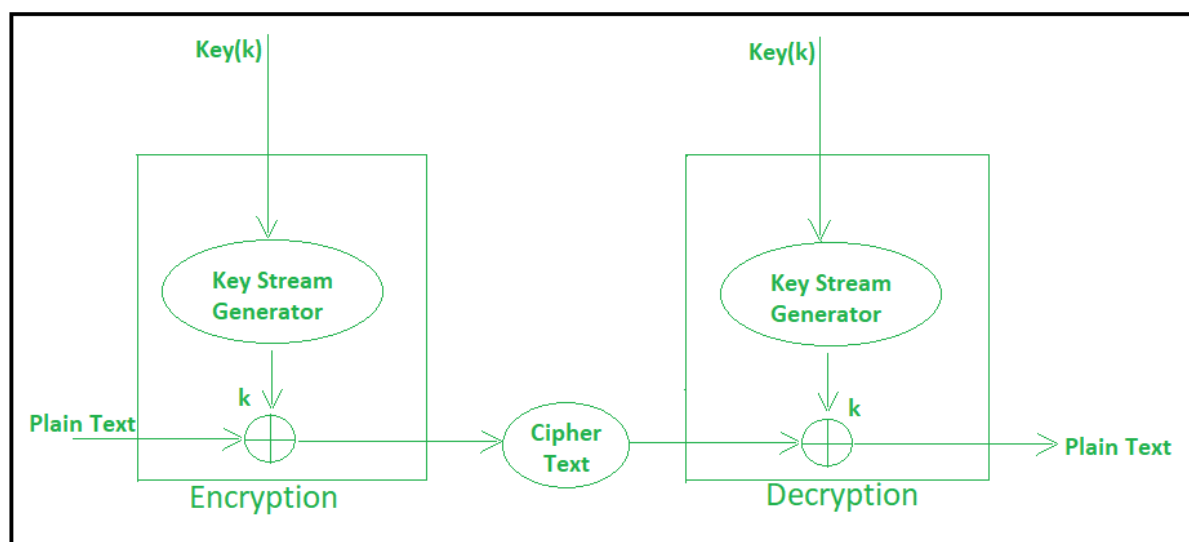 Key(k)
Key(k)
Key Stream
Generator
Key Stream
Generator
k
k
Plain Text
Cipher
Text
Plain Text
Encryption
Decryption